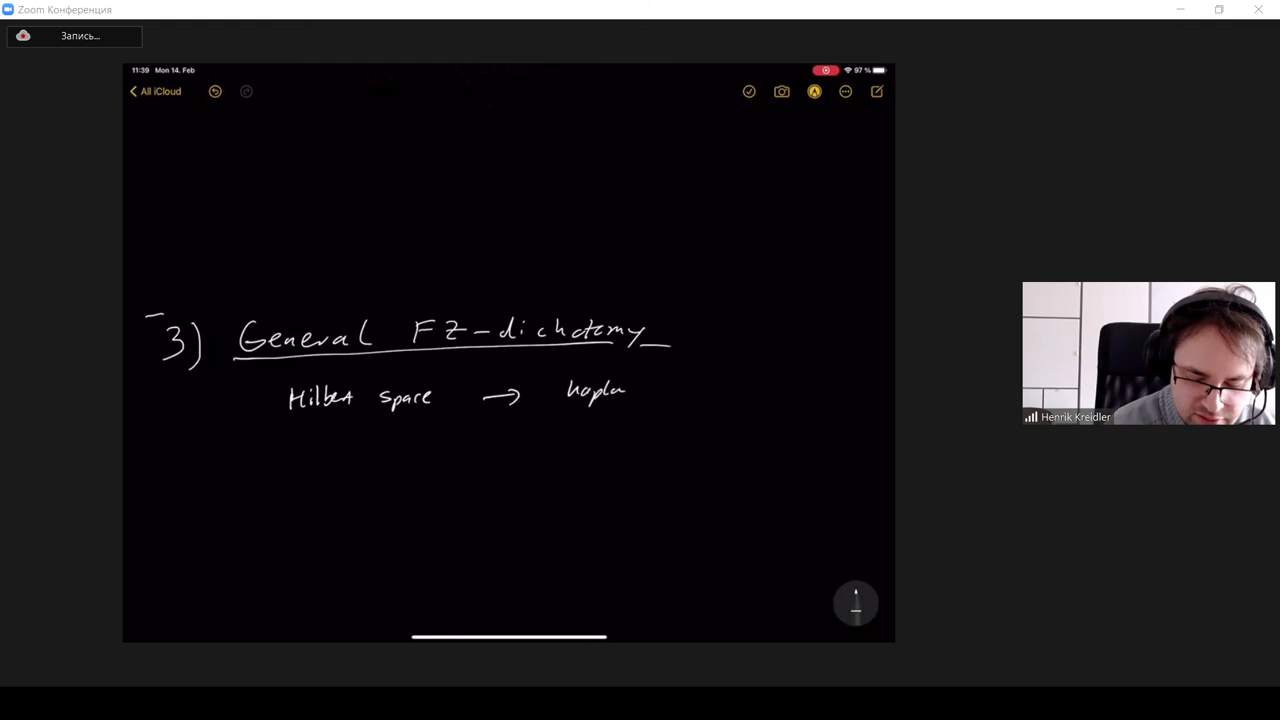 Zoom Конференция
Запись...
11:39 Mon 14. Feb
97 %
All iCloud
3) General FZ-dichotomy
Hilbert space → kapla
Henrik Kreidler